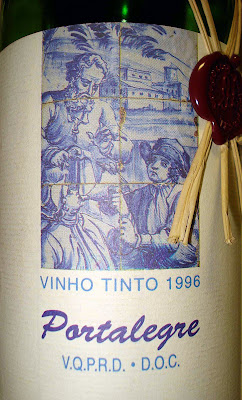 VINHO TINTO 1996
Portalegre
V.Q.P.R.D. • D.O.C.